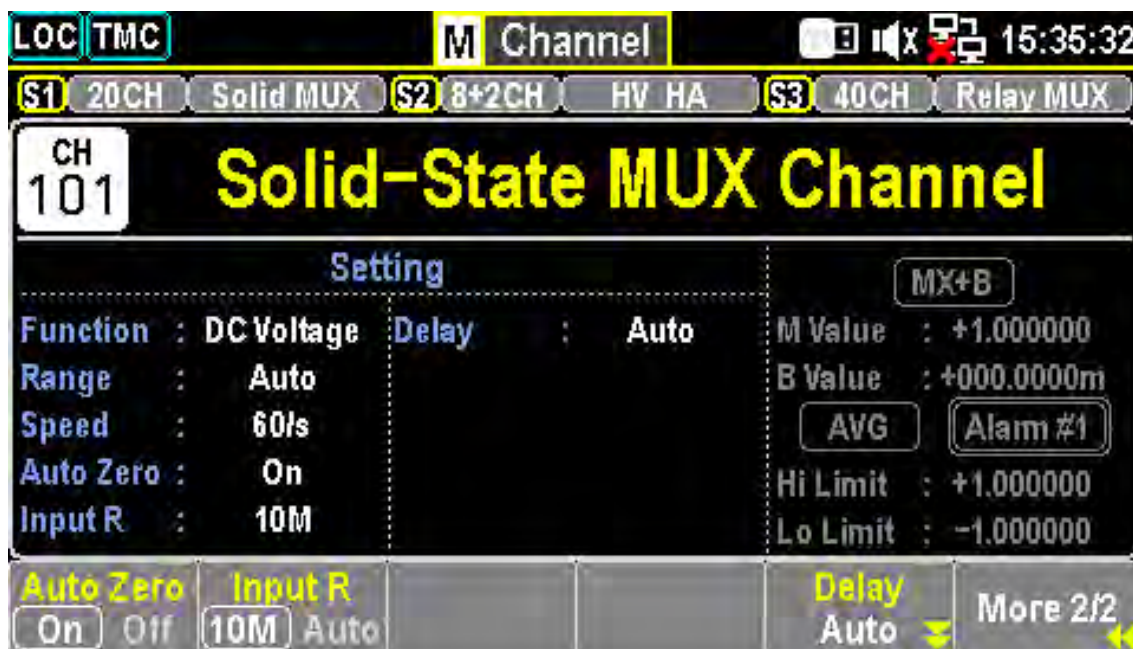 LOC TMC M Channel 15:35:32
S1 20CH Solid MUX S2 8+2CH HV HA S3 40CH Relay MUX
CH
101
Solid-State MUX Channel
Setting
MX+B
Function : DC Voltage Delay : Auto M Value : +1.000000
Range : Auto B Value : +000.0000m
Speed : 60/s AVG Alarm #1
Auto Zero : On Hi Limit : +1.000000
Input R : 10M Lo Limit : -1.000000
Auto Zero Input R Delay More 2/2
On Off 10M Auto Auto